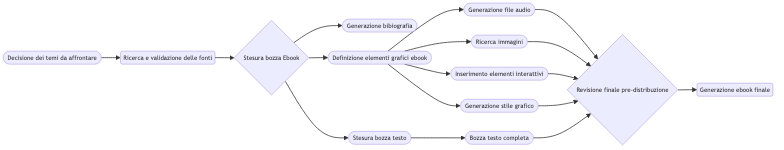 Decisione dei temi da affrontare
Ricerca e validazione delle fonti
Stesura bozza Ebook
Generazione bibiografia
Definizione elementi grafici ebook
Generazione file audio
Ricerca immagini
Inserimento elementi interattivi
Generazione stile grafico
Stesura bozza testo
Bozza testo completa
Revisione finale pre-distribuzione
Generazione ebook finale